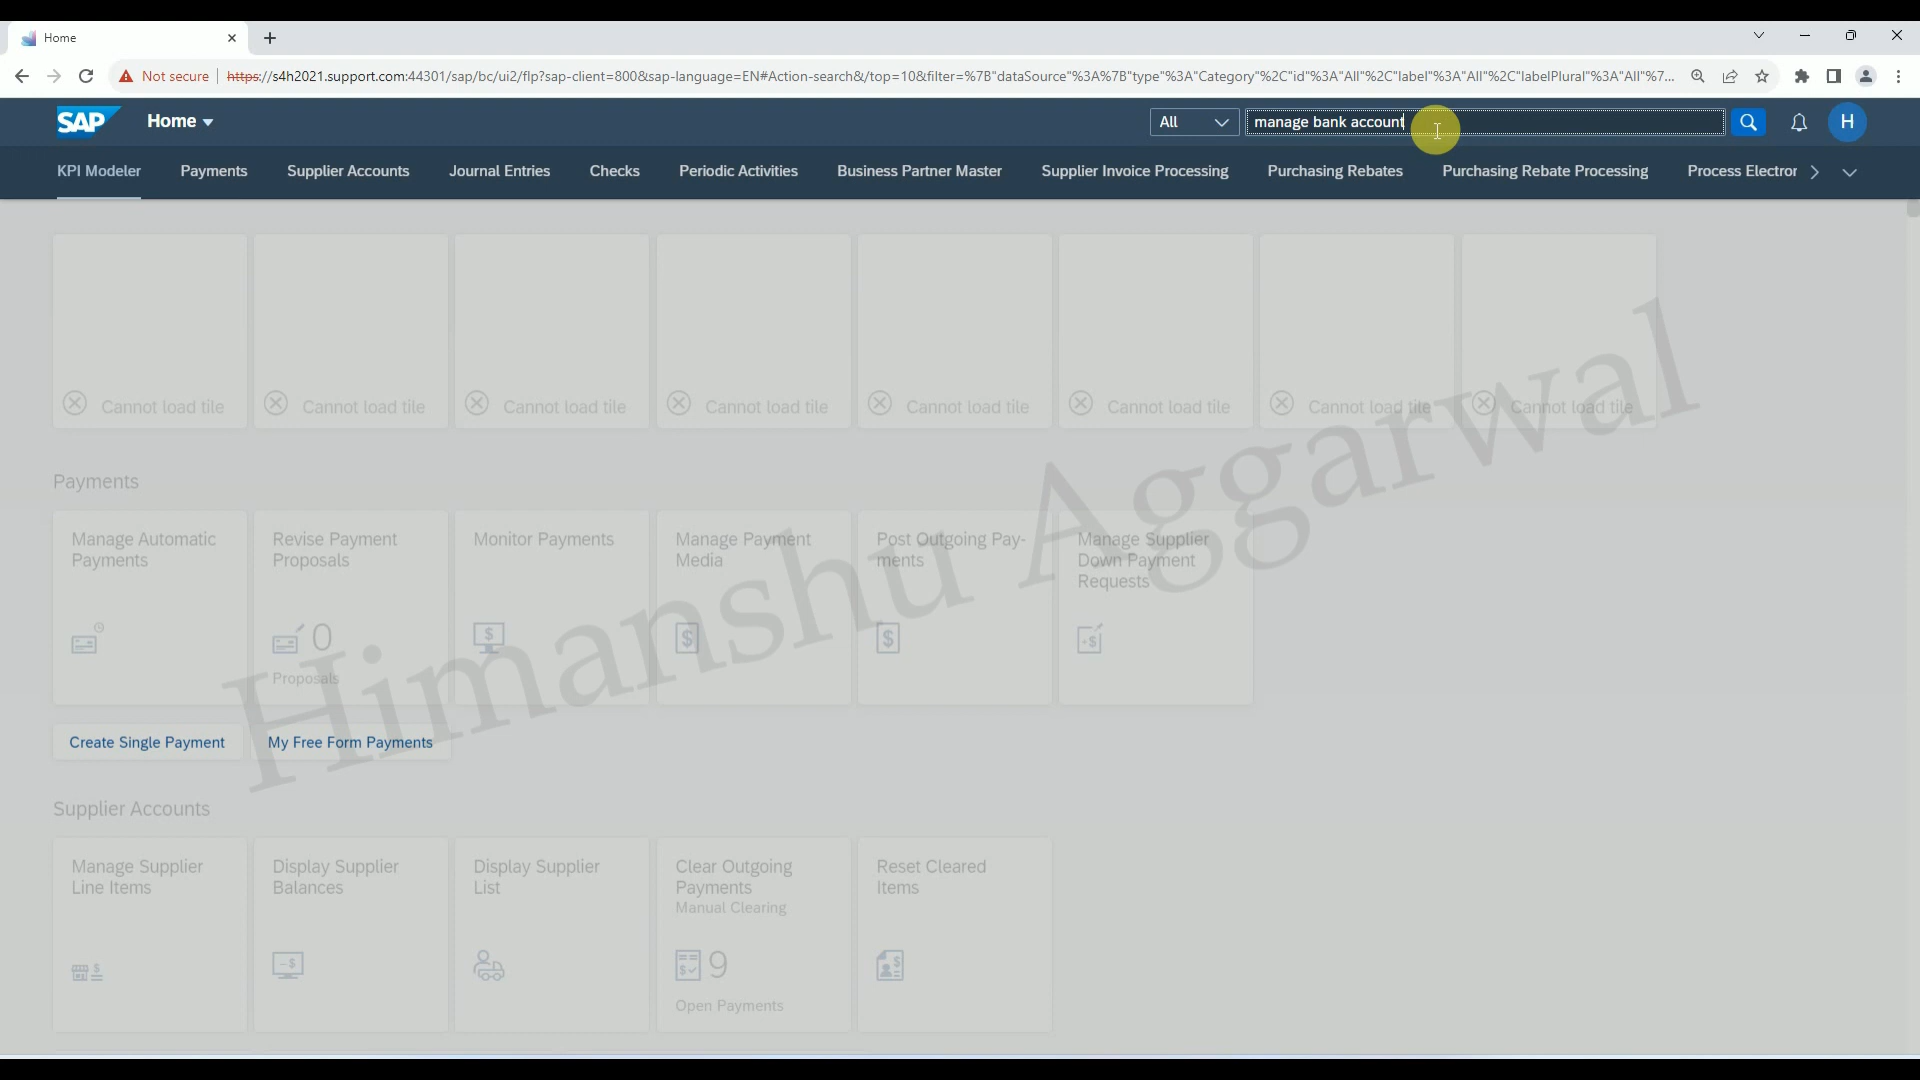 Home
Not secure
https://s4h2021.support.com:44301/sap/bc/ui2/flp?sap-client=800&sap-language=EN#Action-search&/top=10&filter=%7B"dataSource"%3A%7B"type"%3A"Category"%2C"id"%3A"All"%2C"label"%3A"All"%2C"labelPlural"%3A"All"%7...
SAP Home All manage bank account H
KPI Modeler Payments Supplier Accounts Journal Entries Checks Periodic Activities Business Partner Master Supplier Invoice Processing Purchasing Rebates Purchasing Rebate Processing Process Electror
Cannot load tile Cannot load tile Cannot load tile Cannot load tile Cannot load tile Cannot load tile Cannot load tile Cannot load tile
Payments
Manage Automatic
Payments
Revise Payment
Proposals
0
Proposals
Monitor Payments
Manage Payment
Media
Post Outgoing Pay-
ments
Manage Supplier
Down Payment
Requests
Create Single Payment My Free Form Payments
Supplier Accounts
Manage Supplier
Line Items
Display Supplier
Balances
Display Supplier
List
Clear Outgoing
Payments
Manual Clearing
9
Open Payments
Reset Cleared
Items
Himanshu Aggarwal